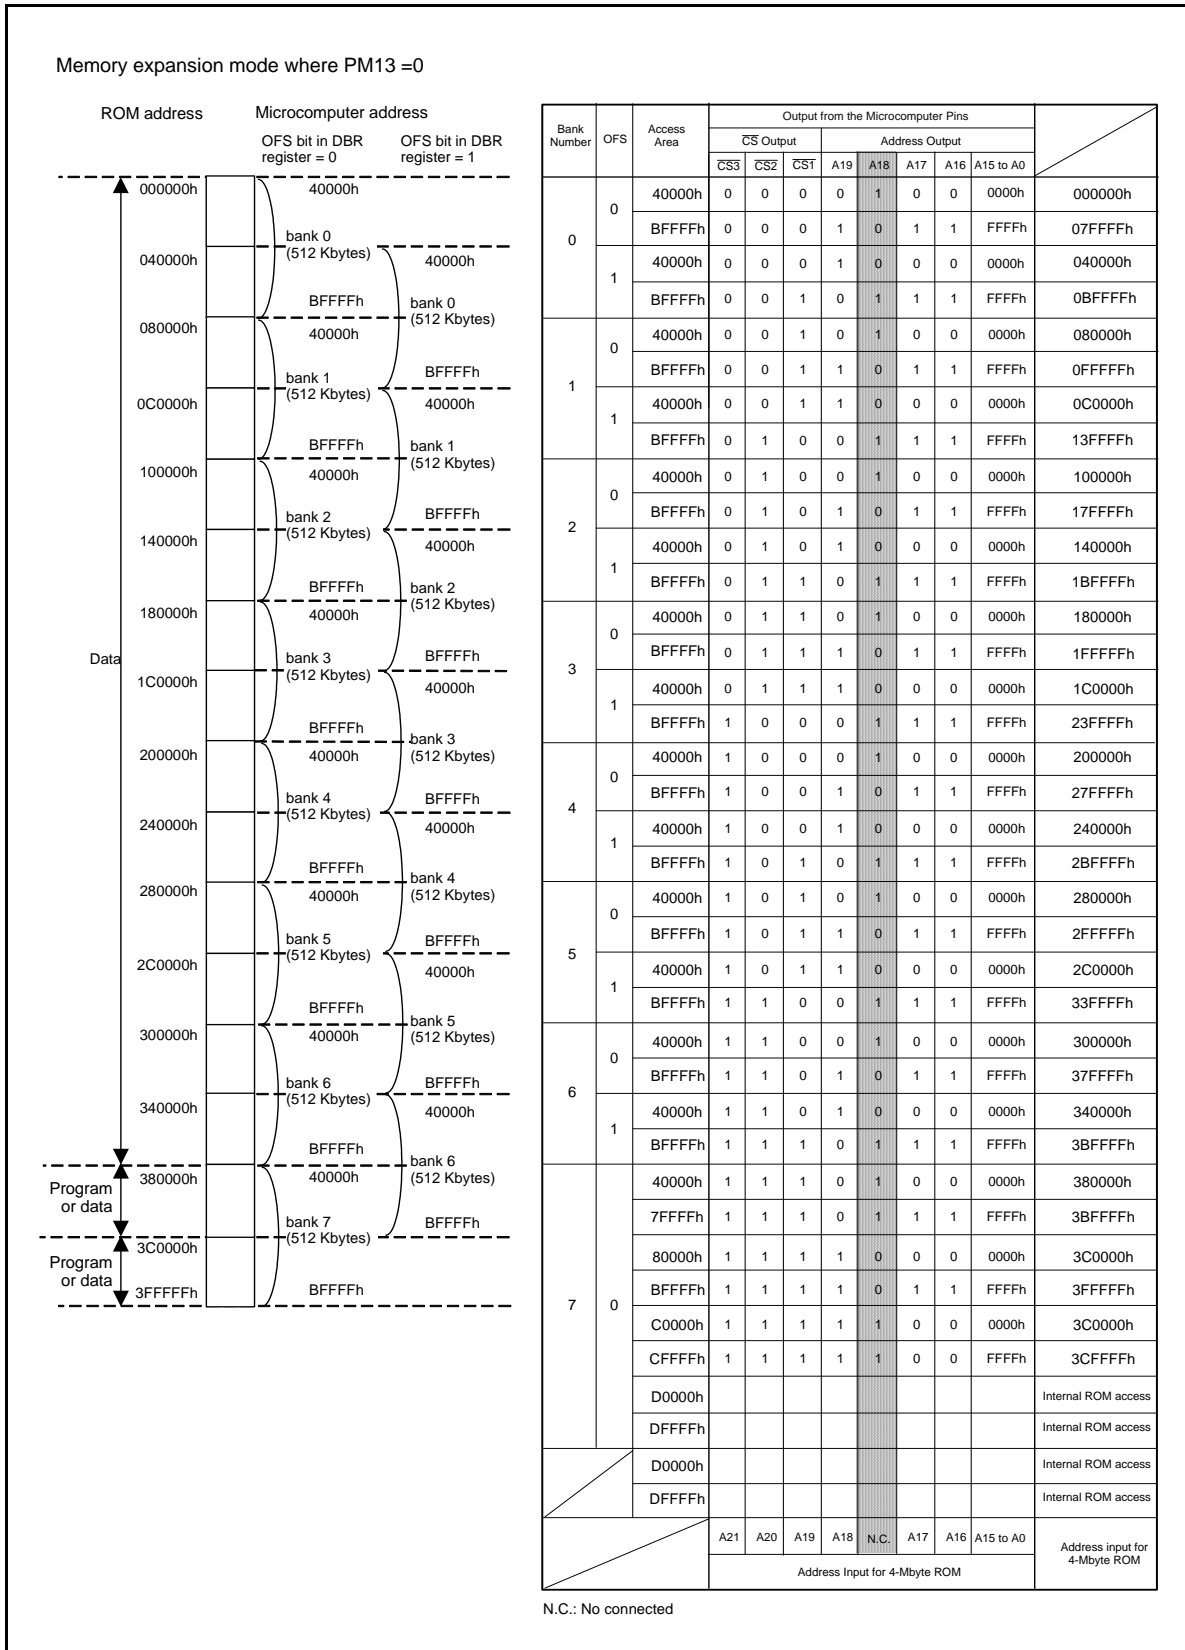 Memory expansion mode where PM13 =0
ROM address
Microcomputer address
OFS bit in DBR
register = 0
OFS bit in DBR
register = 1
000000h
40000h
bank 0
(512 Kbytes)
040000h
40000h
BFFFFh
bank 0
(512 Kbytes)
080000h
40000h
bank 1
(512 Kbytes)
BFFFFh
0C0000h
40000h
BFFFFh
bank 1
(512 Kbytes)
100000h
40000h
bank 2
(512 Kbytes)
BFFFFh
140000h
40000h
BFFFFh
bank 2
(512 Kbytes)
180000h
40000h
Data
bank 3
(512 Kbytes)
BFFFFh
1C0000h
40000h
BFFFFh
bank 3
(512 Kbytes)
200000h
40000h
bank 4
(512 Kbytes)
BFFFFh
240000h
40000h
BFFFFh
bank 4
(512 Kbytes)
280000h
40000h
bank 5
(512 Kbytes)
BFFFFh
2C0000h
40000h
BFFFFh
bank 5
(512 Kbytes)
300000h
40000h
bank 6
(512 Kbytes)
BFFFFh
340000h
40000h
BFFFFh
bank 6
(512 Kbytes)
380000h
40000h
Program
or data
bank 7
(512 Kbytes)
BFFFFh
3C0000h
Program
or data
3FFFFFh
BFFFFh
Bank
Number
OFS
Access
Area
Output from the Microcomputer Pins
CS Output
Address Output
CS3 CS2 CS1 A19 A18 A17 A16 A15 to A0
0
0
40000h 0 0 0 0 1 0 0 0000h 000000h
BFFFFh 0 0 0 1 0 1 1 FFFFh 07FFFFh
1
40000h 0 0 0 1 0 0 0 0000h 040000h
BFFFFh 0 0 1 0 1 1 1 FFFFh 0BFFFFh
1
0
40000h 0 0 1 0 1 0 0 0000h 080000h
BFFFFh 0 0 1 1 0 1 1 FFFFh 0FFFFFh
1
40000h 0 0 1 1 0 0 0 0000h 0C0000h
BFFFFh 0 1 0 0 1 1 1 FFFFh 13FFFFh
2
0
40000h 0 1 0 0 1 0 0 0000h 100000h
BFFFFh 0 1 0 1 0 1 1 FFFFh 17FFFFh
1
40000h 0 1 0 1 0 0 0 0000h 140000h
BFFFFh 0 1 1 0 1 1 1 FFFFh 1BFFFFh
3
0
40000h 0 1 1 0 1 0 0 0000h 180000h
BFFFFh 0 1 1 1 0 1 1 FFFFh 1FFFFFh
1
40000h 0 1 1 1 0 0 0 0000h 1C0000h
BFFFFh 1 0 0 0 1 1 1 FFFFh 23FFFFh
4
0
40000h 1 0 0 0 1 0 0 0000h 200000h
BFFFFh 1 0 0 1 0 1 1 FFFFh 27FFFFh
1
40000h 1 0 0 1 0 0 0 0000h 240000h
BFFFFh 1 0 1 0 1 1 1 FFFFh 2BFFFFh
5
0
40000h 1 0 1 0 1 0 0 0000h 280000h
BFFFFh 1 0 1 1 0 1 1 FFFFh 2FFFFFh
1
40000h 1 0 1 1 0 0 0 0000h 2C0000h
BFFFFh 1 1 0 0 1 1 1 FFFFh 33FFFFh
6
0
40000h 1 1 0 0 1 0 0 0000h 300000h
BFFFFh 1 1 0 1 0 1 1 FFFFh 37FFFFh
1
40000h 1 1 0 1 0 0 0 0000h 340000h
BFFFFh 1 1 1 0 1 1 1 FFFFh 3BFFFFh
7
0
40000h 1 1 1 0 1 0 0 0000h 380000h
7FFFFh 1 1 1 0 1 1 1 FFFFh 3BFFFFh
80000h 1 1 1 1 0 0 0 0000h 3C0000h
BFFFFh 1 1 1 1 0 1 1 FFFFh 3FFFFFh
C0000h 1 1 1 1 1 0 0 0000h 3C0000h
CFFFFh 1 1 1 1 1 0 0 FFFFh 3CFFFFh
D0000h Internal ROM access
DFFFFh Internal ROM access
D0000h Internal ROM access
DFFFFh Internal ROM access
A21 A20 A19 A18 N.C. A17 A16 A15 to A0
Address Input for 4-Mbyte ROM
Address input for
4-Mbyte ROM
N.C.: No connected